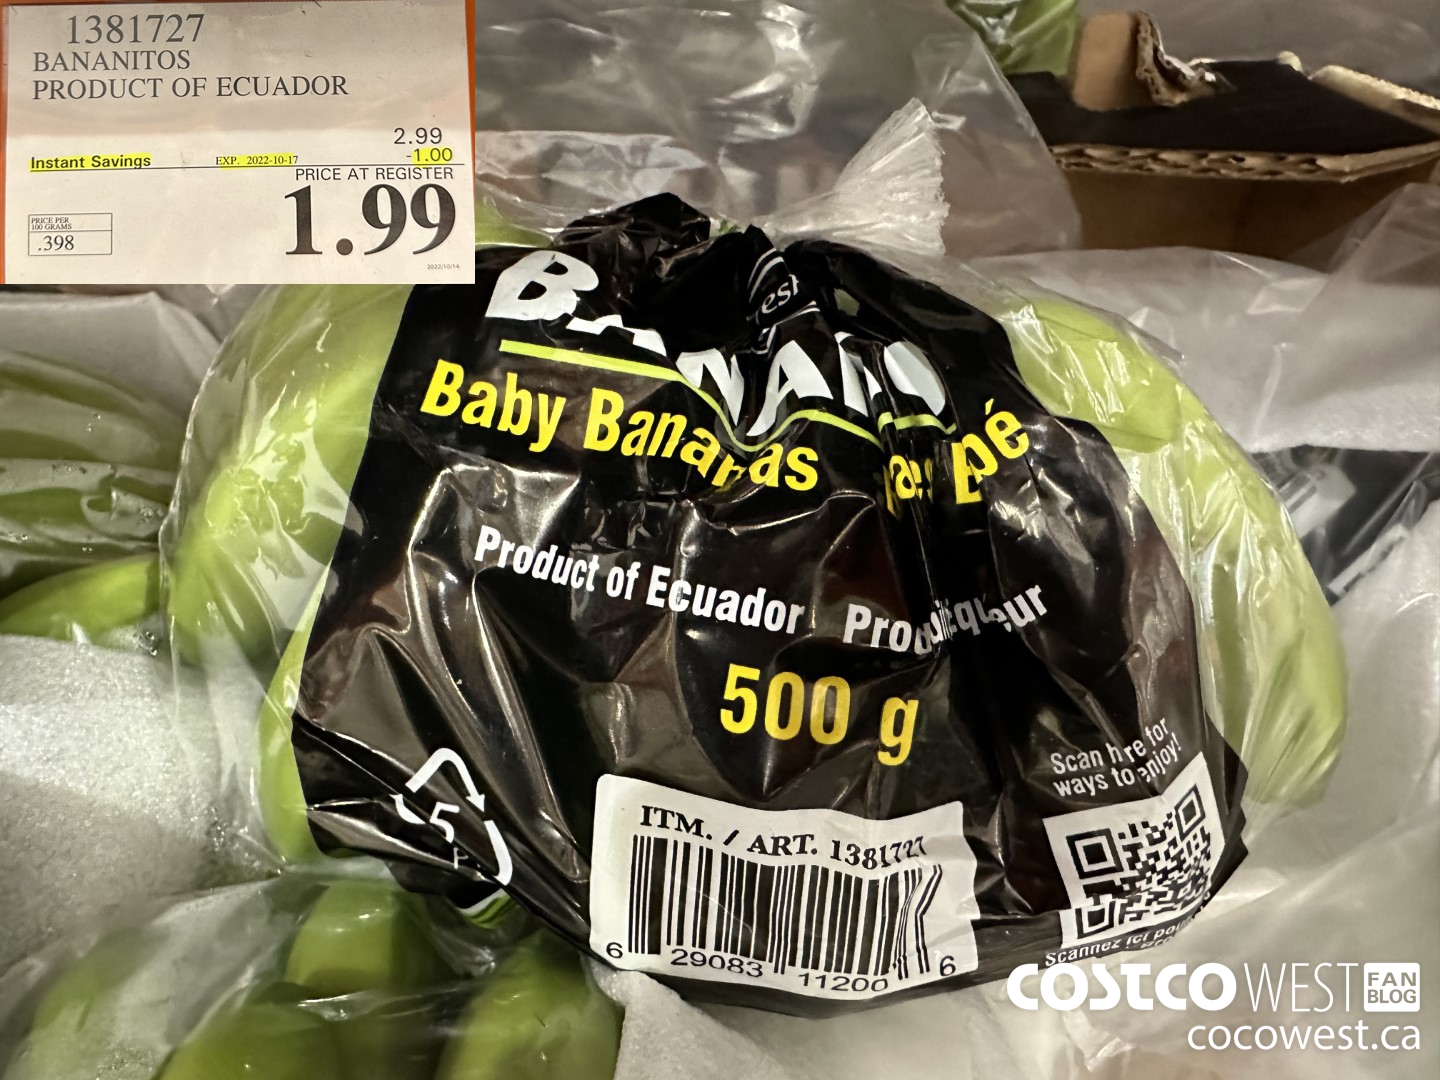 1381727
BANANITOS
PRODUCT OF ECUADOR
2.99
Instant Savings EXP. 2022-10-17 -1.00
PRICE AT REGISTER
1.99
PRICE PER
100 GRAMS
.398
2022/10/14
Baby Bananas
Product of Ecuador
500 g
5
Scan here for
ways to enjoy!
ITM. / ART. 1381727
6 29083 11200 6
Scannez ici
COSTCO WEST FAN BLOG
cocowest.ca